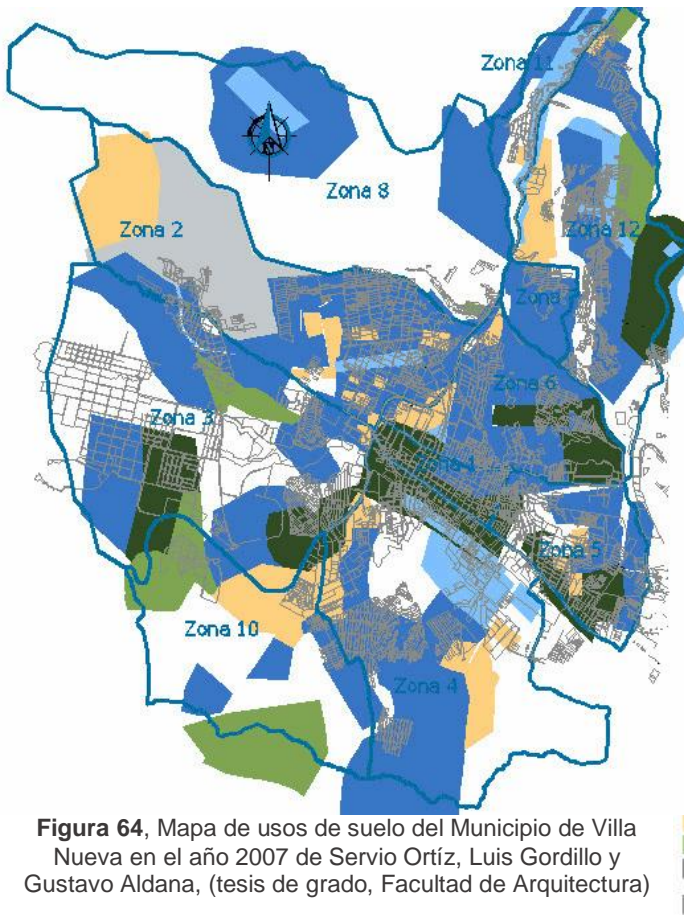 Zona 11
Zona 8
Zona 2
Zona 12
Zona 6
Zona 3
Zona 1
Zona 5
Zona 10
Zona 4
Figura 64, Mapa de usos de suelo del Municipio de Villa
Nueva en el año 2007 de Servio Ortíz, Luis Gordillo y
Gustavo Aldana, (tesis de grado, Facultad de Arquitectura)